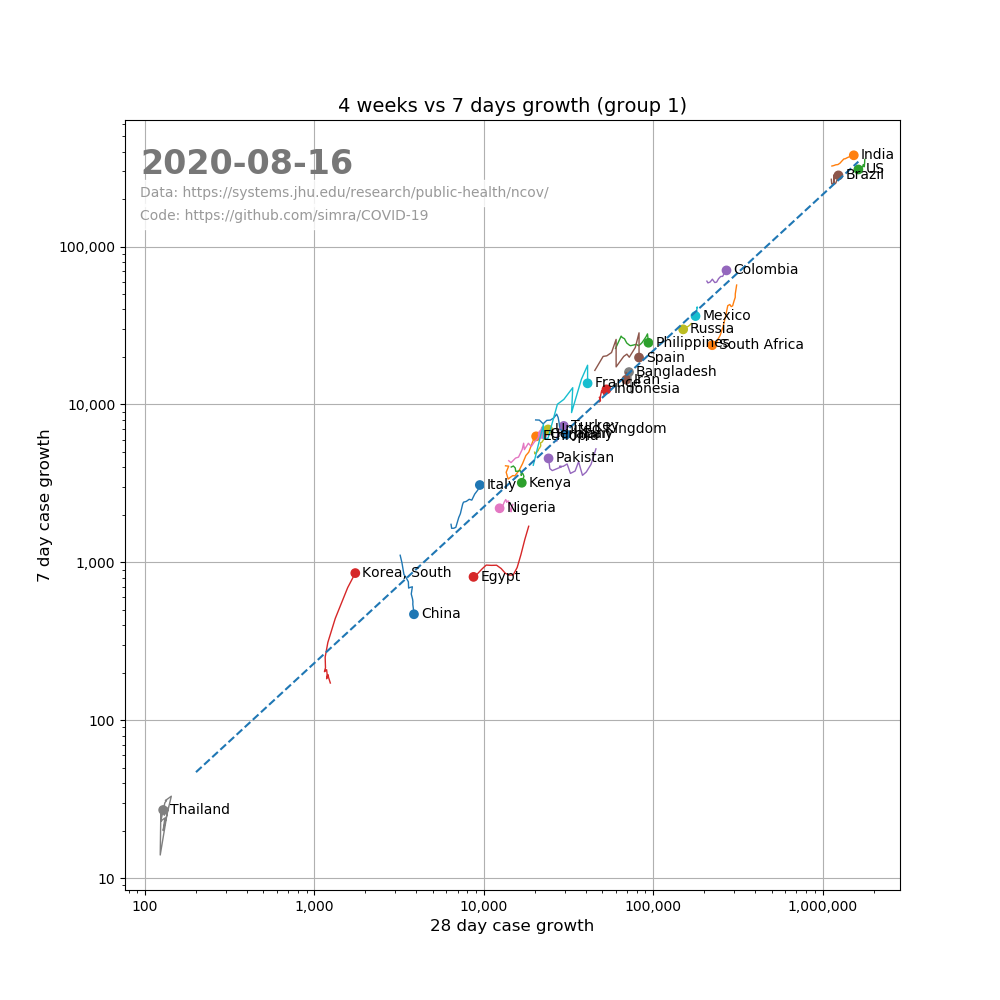 4 weeks vs 7 days growth (group 1)
2020-08-16
Data: https://systems.jhu.edu/research/public-health/ncov/
Code: https://github.com/simra/COVID-19
India
US
Brazil
100,000
Colombia
Mexico
Russia
Philippines
South Africa
Spain
Bangladesh
Iran
Indonesia
France
10,000
Turkey
United Kingdom
Ethiopia
Pakistan
Italy
Kenya
Nigeria
1,000
Korea, South
Egypt
China
100
Thailand
10
7 day case growth
100
1,000
10,000
100,000
1,000,000
28 day case growth